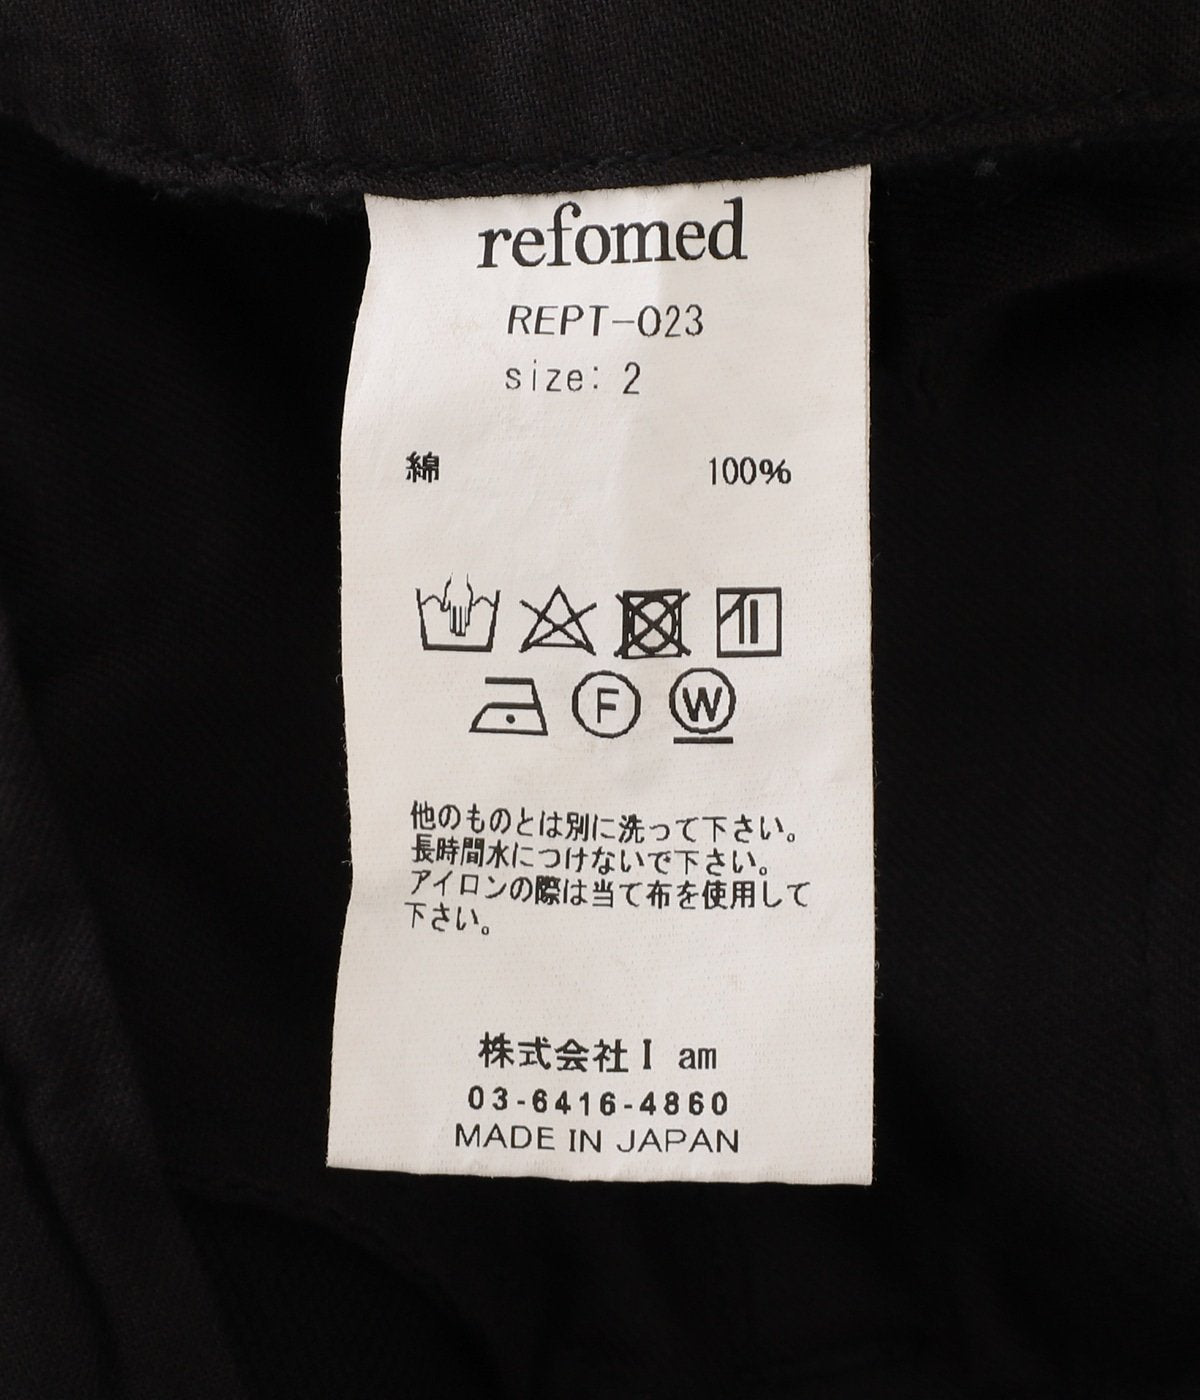 refomed
REPT-023
size: 2
綿 100%
F W
他のものとは別に洗って下さい。
長時間水につけないで下さい。
アイロンの際は当て布を使用して
下さい。
株式会社I am
03-6416-4860
MADE IN JAPAN